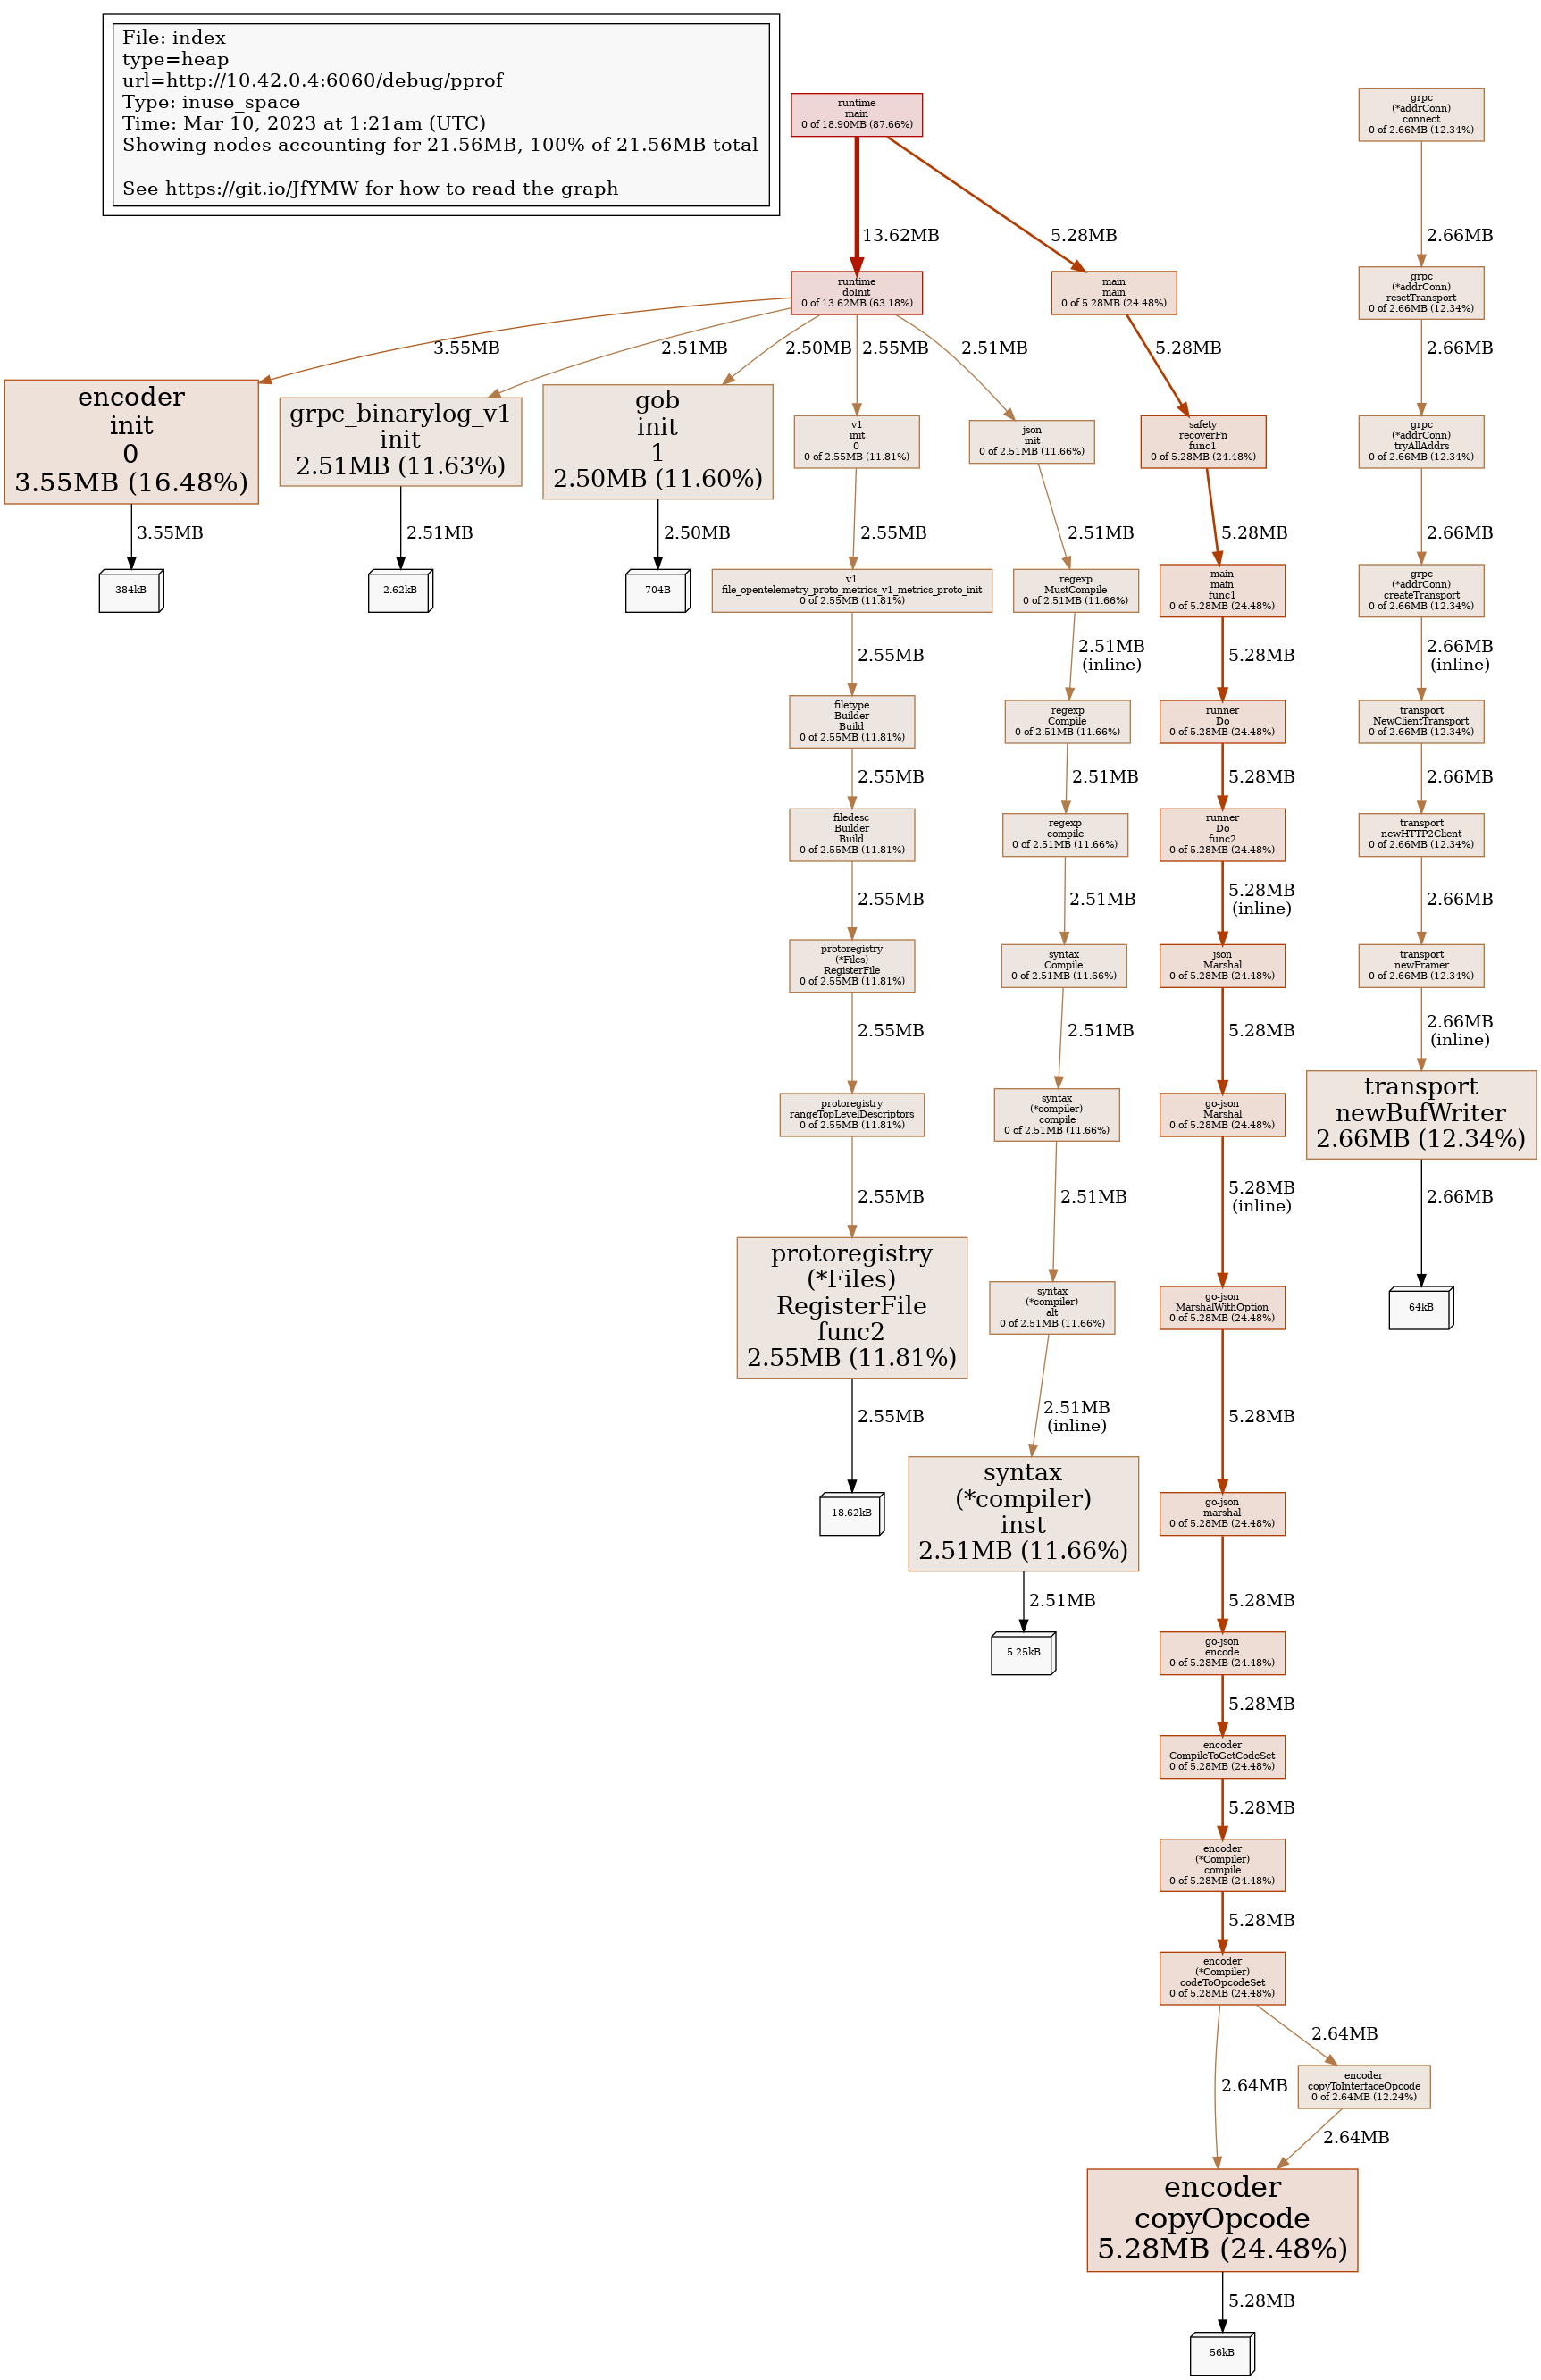 File: index
type=heap
url=http://10.42.0.4:6060/debug/pprof
Type: inuse_space
Time: Mar 10, 2023 at 1:21am (UTC)
Showing nodes accounting for 21.56MB, 100% of 21.56MB total
See https://git.io/JfYMW for how to read the graph
runtime
main
0 of 18.90MB (87.66%)
grpc
(*addrConn)
connect
0 of 2.66MB (12.34%)
13.62MB
5.28MB
2.66MB
runtime
doInit
0 of 13.62MB (63.18%)
main
main
0 of 5.28MB (24.48%)
grpc
(*addrConn)
resetTransport
0 of 2.66MB (12.34%)
3.55MB
2.51MB
2.50MB
2.55MB
2.51MB
5.28MB
2.66MB
encoder
init
0
3.55MB (16.48%)
grpc_binarylog_v1
init
2.51MB (11.63%)
gob
init
1
2.50MB (11.60%)
v1
init
0
0 of 2.55MB (11.81%)
json
init
0 of 2.51MB (11.66%)
safety
recoverFn
func1
0 of 5.28MB (24.48%)
grpc
(*addrConn)
tryAllAddrs
0 of 2.66MB (12.34%)
3.55MB
2.51MB
2.50MB
2.55MB
2.51MB
5.28MB
2.66MB
384kB
2.62kB
704B
v1
file_opentelemetry_proto_metrics_v1_metrics_proto_init
0 of 2.55MB (11.81%)
regexp
MustCompile
0 of 2.51MB (11.66%)
main
main
func1
0 of 5.28MB (24.48%)
grpc
(*addrConn)
createTransport
0 of 2.66MB (12.34%)
2.55MB
2.51MB
(inline)
5.28MB
2.66MB
(inline)
filetype
Builder
Build
0 of 2.55MB (11.81%)
regexp
Compile
0 of 2.51MB (11.66%)
runner
Do
0 of 5.28MB (24.48%)
transport
NewClientTransport
0 of 2.66MB (12.34%)
2.55MB
2.51MB
5.28MB
2.66MB
filedesc
Builder
Build
0 of 2.55MB (11.81%)
regexp
compile
0 of 2.51MB (11.66%)
runner
Do
func2
0 of 5.28MB (24.48%)
transport
newHTTP2Client
0 of 2.66MB (12.34%)
2.55MB
2.51MB
5.28MB
(inline)
2.66MB
protoregistry
(*Files)
RegisterFile
0 of 2.55MB (11.81%)
syntax
Compile
0 of 2.51MB (11.66%)
json
Marshal
0 of 5.28MB (24.48%)
transport
newFramer
0 of 2.66MB (12.34%)
2.55MB
2.51MB
5.28MB
2.66MB
(inline)
protoregistry
rangeTopLevelDescriptors
0 of 2.55MB (11.81%)
syntax
(*compiler)
compile
0 of 2.51MB (11.66%)
go-json
Marshal
0 of 5.28MB (24.48%)
transport
newBufWriter
2.66MB (12.34%)
2.55MB
2.51MB
5.28MB
(inline)
2.66MB
protoregistry
(*Files)
RegisterFile
func2
2.55MB (11.81%)
syntax
(*compiler)
alt
0 of 2.51MB (11.66%)
go-json
MarshalWithOption
0 of 5.28MB (24.48%)
64kB
2.55MB
2.51MB
(inline)
5.28MB
18.62kB
syntax
(*compiler)
inst
2.51MB (11.66%)
go-json
marshal
0 of 5.28MB (24.48%)
2.51MB
5.28MB
5.25kB
go-json
encode
0 of 5.28MB (24.48%)
5.28MB
encoder
CompileToGetCodeSet
0 of 5.28MB (24.48%)
5.28MB
encoder
(*Compiler)
compile
0 of 5.28MB (24.48%)
5.28MB
encoder
(*Compiler)
codeToOpcodeSet
0 of 5.28MB (24.48%)
2.64MB
2.64MB
encoder
copyToInterfaceOpcode
0 of 2.64MB (12.24%)
2.64MB
encoder
copyOpcode
5.28MB (24.48%)
5.28MB
56kB